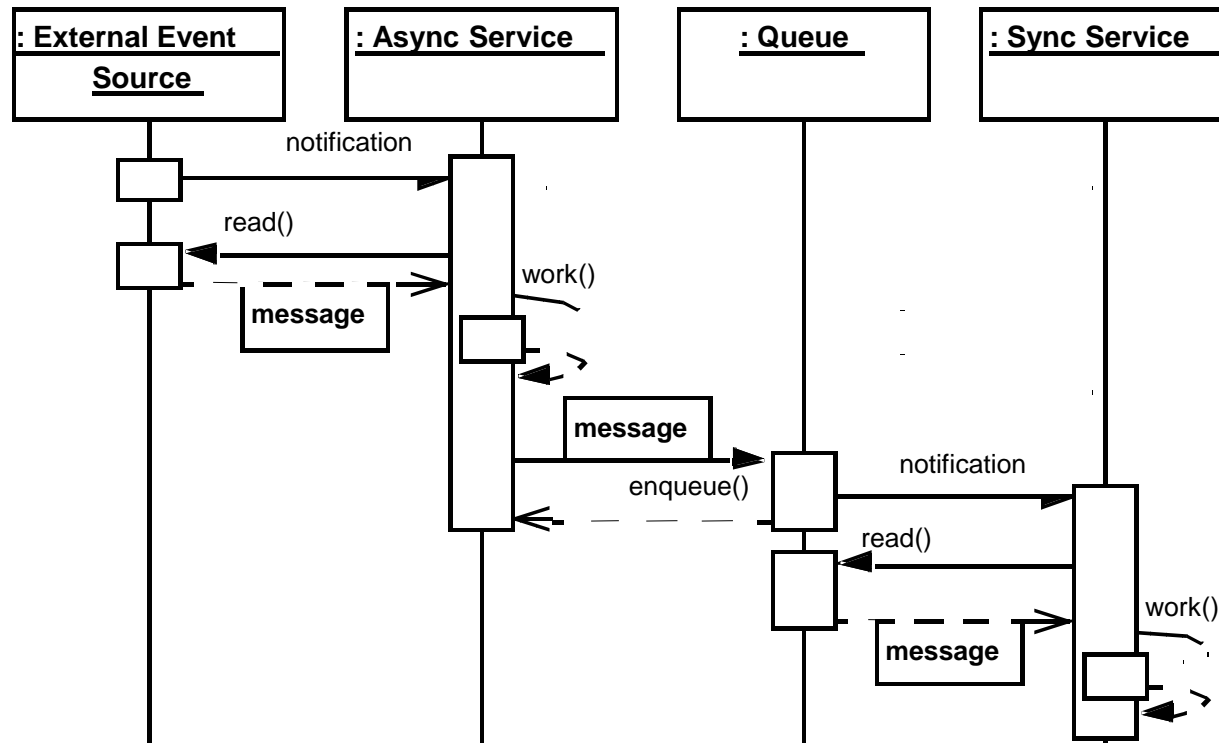 : External Event
Source
: Async Service
: Queue
: Sync Service
notification
read()
work()
message
message
enqueue()
notification
read()
work()
message